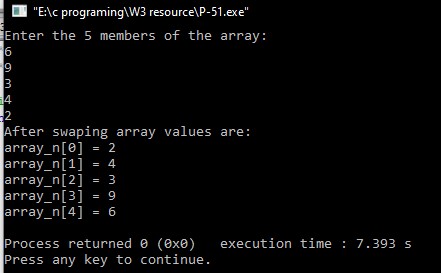 "E:\c programing\W3 resource\P-51.exe"
Enter the 5 members of the array:
6
9
3
4
2
After swaping array values are:
array_n[0] = 2
array_n[1] = 4
array_n[2] = 3
array_n[3] = 9
array_n[4] = 6
Process returned 0 (0x0)   execution time : 7.393 s
Press any key to continue.